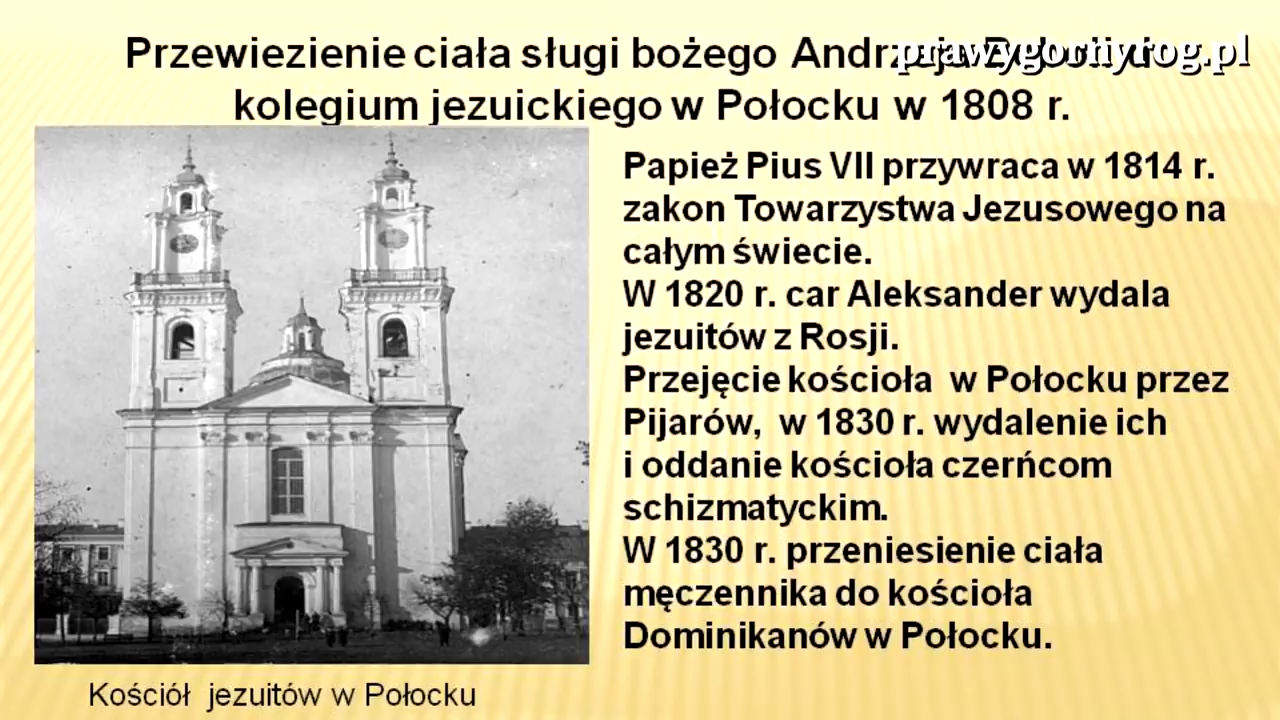 Przewiezienie ciała sługi bożego
prawygornyrog.pl
kolegium jezuickiego w Połocku w 1808 r.
Papież Pius VII przywraca w 1814 r.
zakon Towarzystwa Jezusowego na
całym świecie.
W 1820 r. car Aleksander wydala
jezuitów z Rosji.
Przejęcie kościoła w Połocku przez
Pijarów, w 1830 r. wydalenie ich
i oddanie kościoła czerńcom
schizmatyckim.
W 1830 r. przeniesienie ciała
męczennika do kościoła
Dominikanów w Połocku.
Kościół jezuitów w Połocku